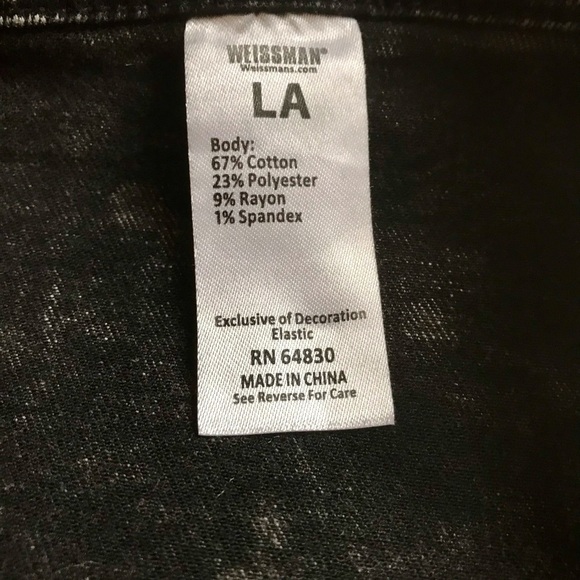 WEISSMAN®
Weissmans.com
LA
Body:
67% Cotton
23% Polyester
9% Rayon
1% Spandex
Exclusive of Decoration
Elastic
RN 64830
MADE IN CHINA
See Reverse For Care